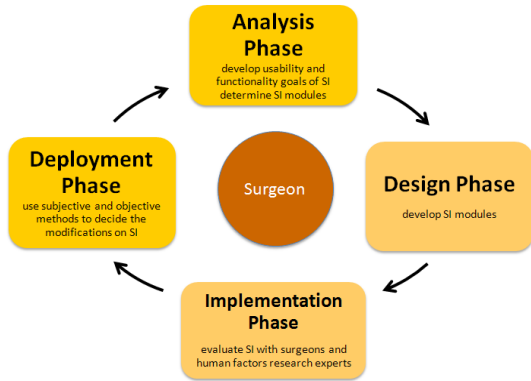 Analysis
Phase
develop usability and
functionality goals of SI
determine SI modules
Deployment
Phase
use subjective and objective
methods to decide the
modifications on SI
Surgeon
Design Phase
develop SI modules
Implementation
Phase
evaluate SI with surgeons and
human factors research experts